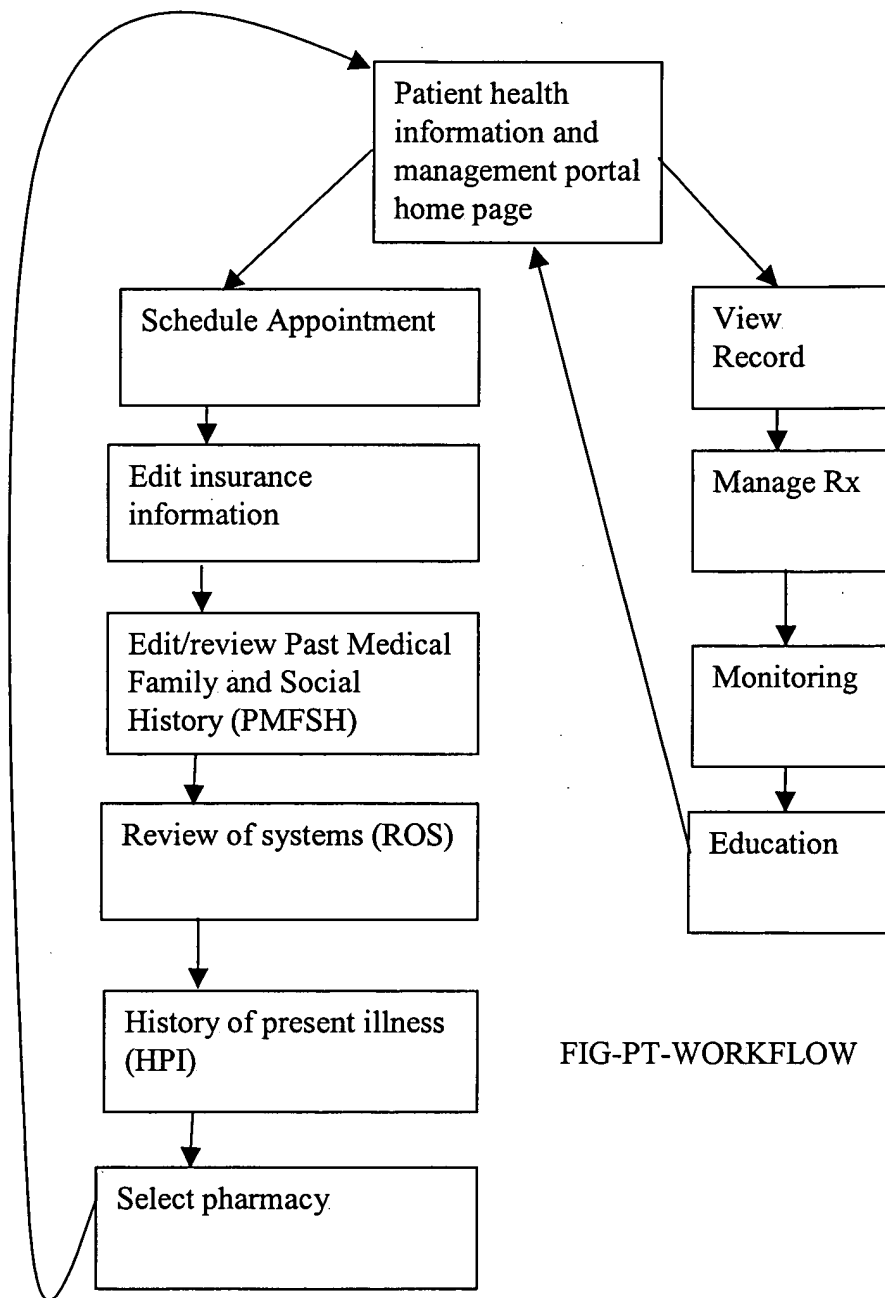 Patient health
information and
management portal
home page
Schedule Appointment
Edit insurance
information
Edit/review Past Medical
Family and Social
History (PMFSH)
Review of systems (ROS)
History of present illness
(HPI)
Select pharmacy
View
Record
Manage Rx
Monitoring
Education
FIG-PT-WORKFLOW